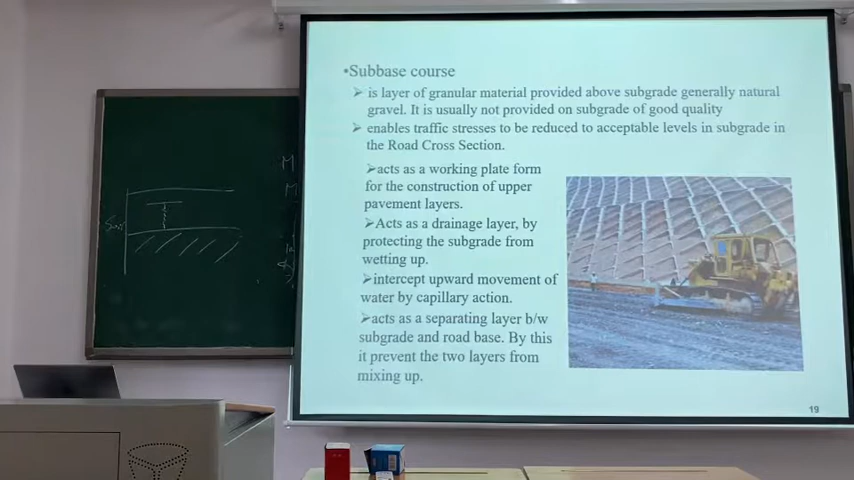 •Subbase course
➢ is layer of granular material provided above subgrade generally natural
gravel. It is usually not provided on subgrade of good quality
➢ enables traffic stresses to be reduced to acceptable levels in subgrade in
the Road Cross Section.
➢acts as a working plate form
for the construction of upper
pavement layers.
➢Acts as a drainage layer, by
protecting the subgrade from
wetting up.
➢intercept upward movement of
water by capillary action.
➢acts as a separating layer b/w
subgrade and road base. By this
it prevent the two layers from
mixing up.
19